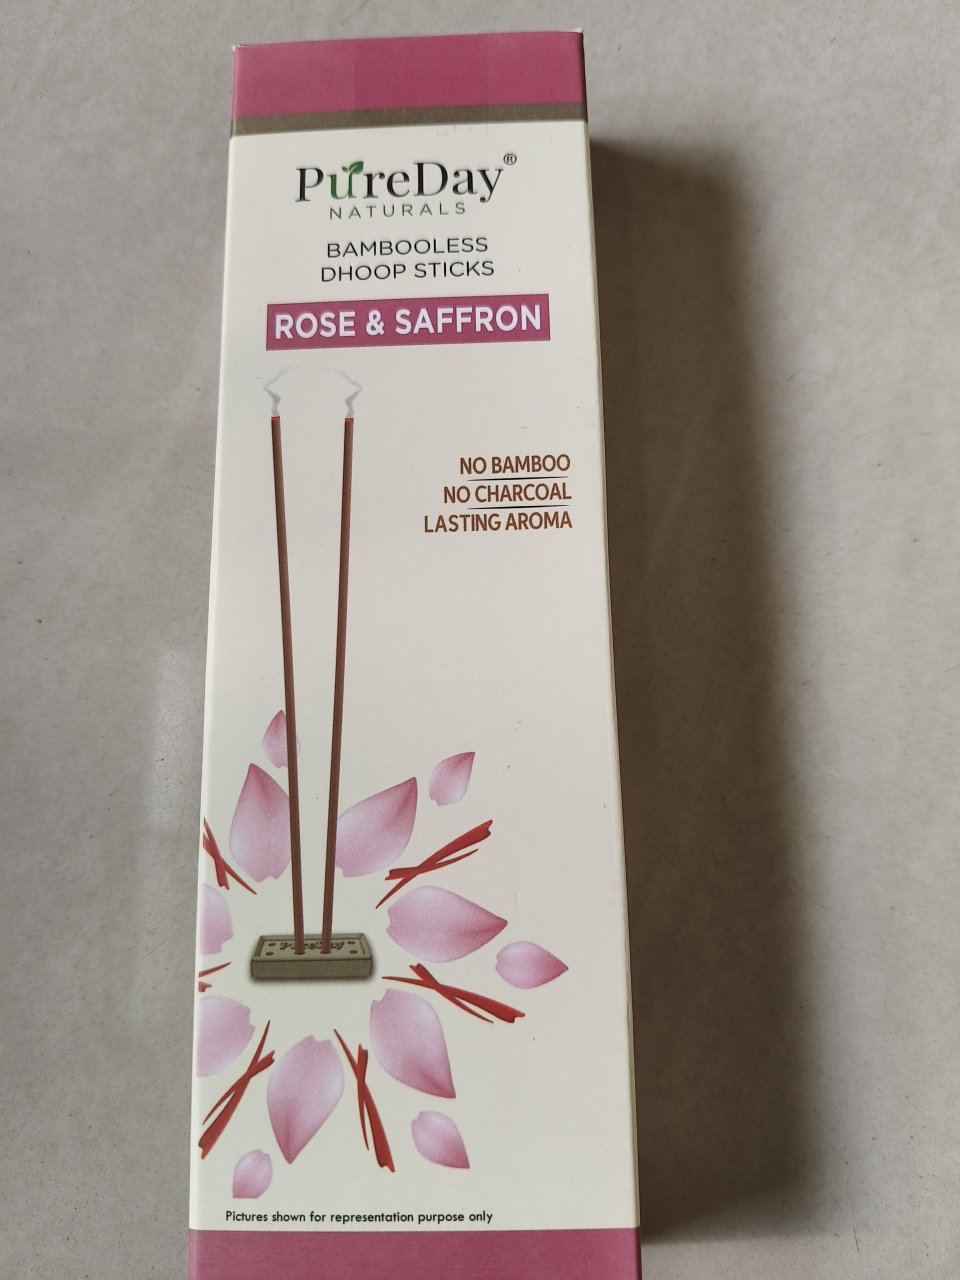 PureDay®
NATURALS
BAMBOOLESS
DHOOP STICKS
ROSE & SAFFRON
NO BAMBOO
NO CHARCOAL
LASTING AROMA
PureDay
Pictures shown for representation purpose only